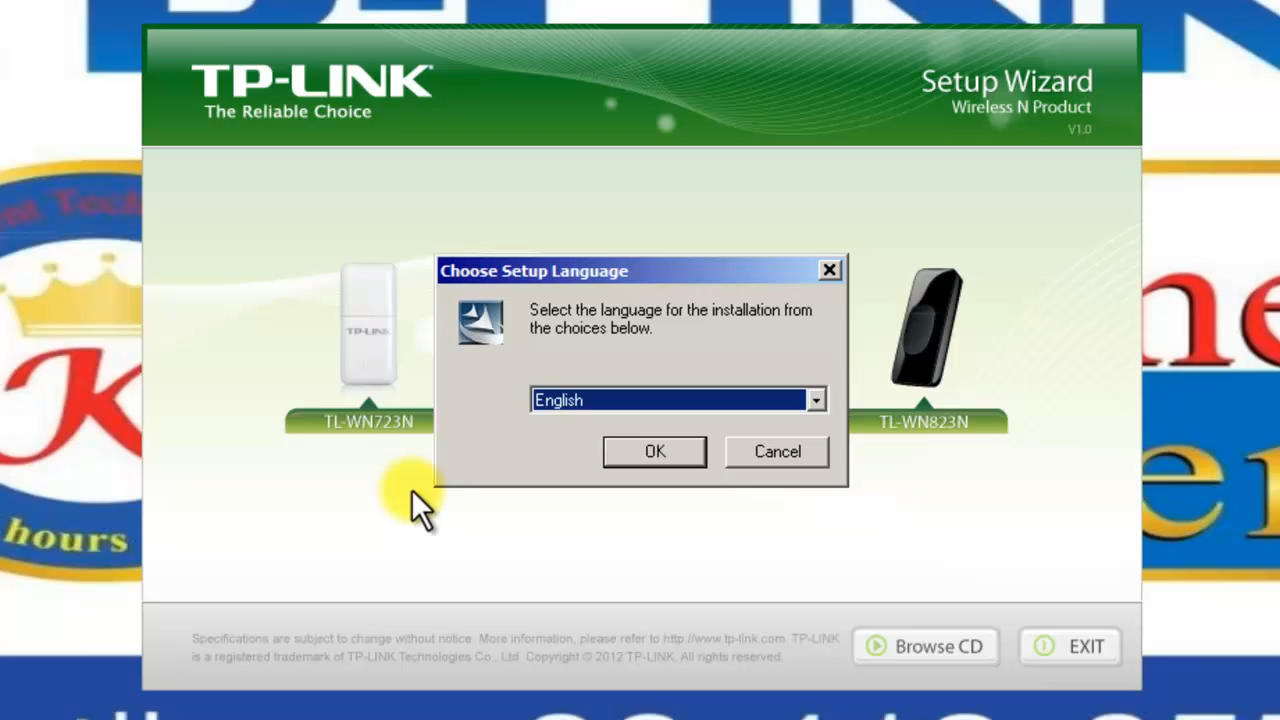 TP-LINK
The Reliable Choice
Setup Wizard
Wireless N Product
V1.0
Choose Setup Language
Select the language for the installation from
the choices below.
English
OK
Cancel
TP-LINK
TL-WN723N
TL-WN823N
hours
Specifications are subject to change without notice. More information, please refer to http://www.tp-link.com. TP-LINK
is a registered trademark of TP-LINK Technologies Co., Ltd. Copyright © 2012 TP-LINK. All rights reserved.
Browse CD
EXIT